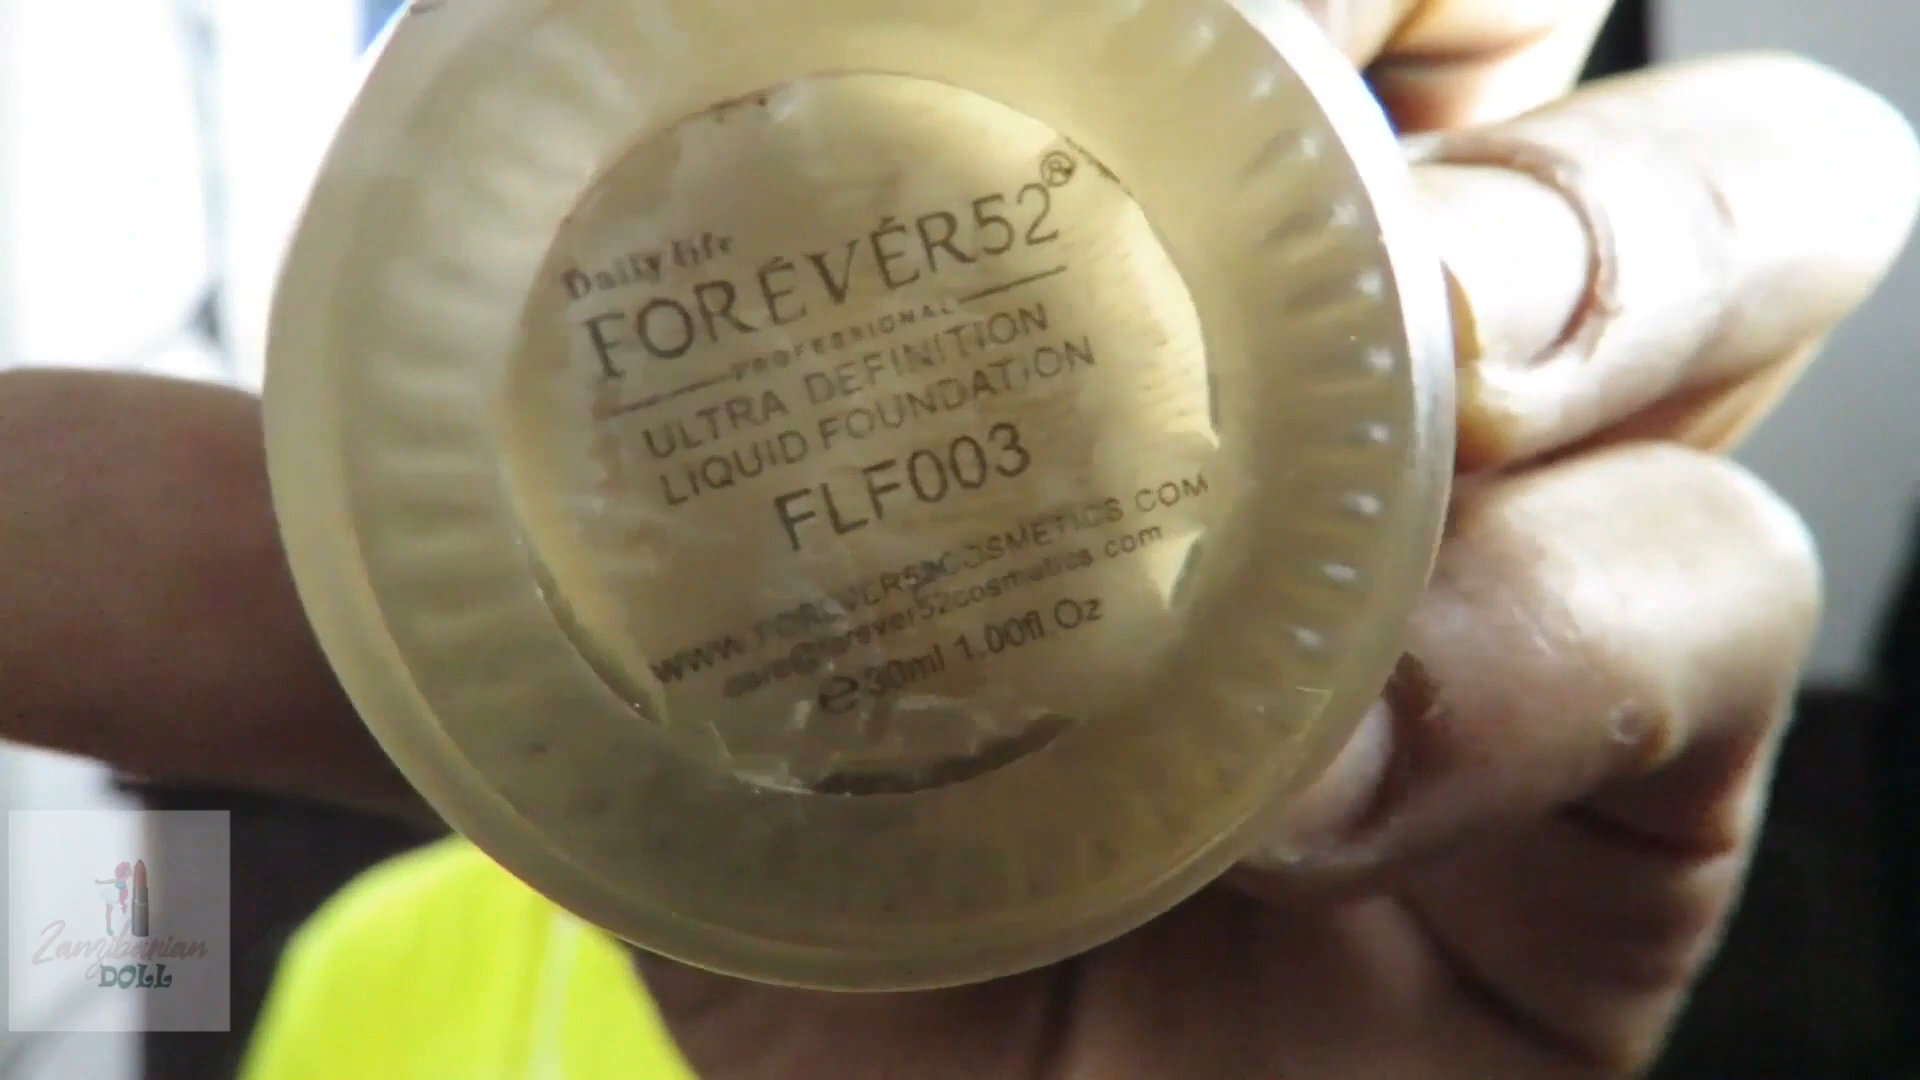 Daily life
FORÉVÉR52®
PROFESSIONAL
ULTRA DEFINITION
LIQUID FOUNDATION
FLF003
WWW.FOREVER52COSMETICS.COM
care@forever52cosmetics.com
℮30ml 1.00fl.Oz
Zanzibarian
DOLL